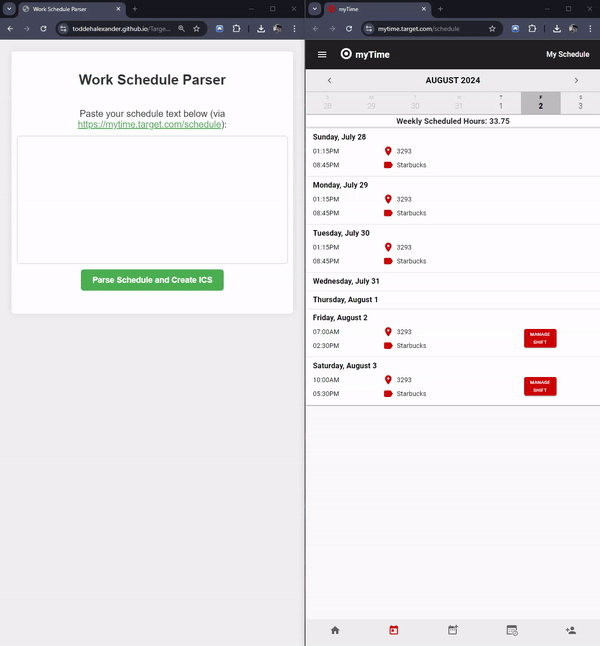 Work Schedule Parser
toddehalexander.github.io/Targe...
Work Schedule Parser
Paste your schedule text below (via
https://mytime.target.com/schedule):
Parse Schedule and Create ICS
myTime
mytime.target.com/schedule
myTime
My Schedule
AUGUST 2024
S M T W T F S
28 29 30 31 1 2 3
Weekly Scheduled Hours: 33.75
Sunday, July 28
01:15PM 3293
08:45PM Starbucks
Monday, July 29
01:15PM 3293
08:45PM Starbucks
Tuesday, July 30
01:15PM 3293
08:45PM Starbucks
Wednesday, July 31
Thursday, August 1
Friday, August 2
07:00AM 3293
02:30PM Starbucks
MANAGE
SHIFT
Saturday, August 3
10:00AM 3293
05:30PM Starbucks
MANAGE
SHIFT